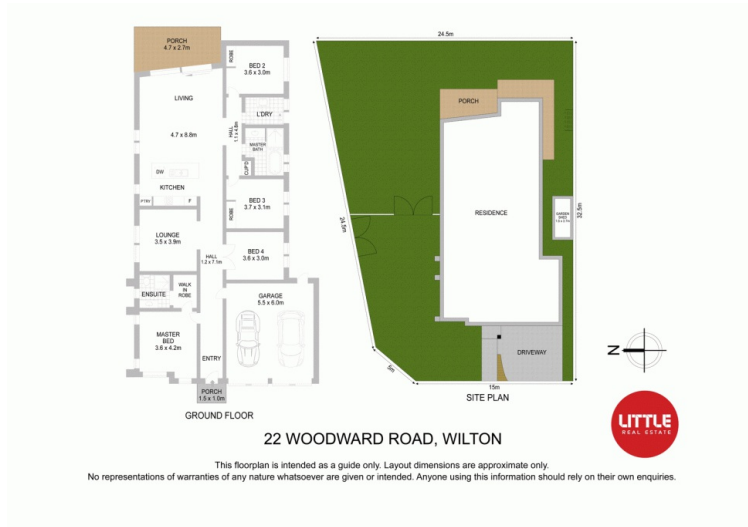 PORCH
4.7 x 2.7m
ROBE
BED 2
3.6 x 3.0m
LIVING
4.7 x 8.8m
HALL
1.1 x 4.8m
L'DRY
MASTER
BATH
CUP'D
DW
KITCHEN
PTRY
F
ROBE
BED 3
3.7 x 3.1m
LOUNGE
3.5 x 3.9m
HALL
1.2 x 7.1m
BED 4
3.6 x 3.0m
ENSUITE
WALK
IN
ROBE
GARAGE
5.5 x 6.0m
MASTER
BED
3.6 x 4.2m
ENTRY
PORCH
1.5 x 1.0m
GROUND FLOOR
24.5m
PORCH
RESIDENCE
GARDEN
SHED
32.5m
24.5m
5m
DRIVEWAY
15m
SITE PLAN
N
LITTLE
REAL ESTATE
22 WOODWARD ROAD, WILTON
This floorplan is intended as a guide only. Layout dimensions are approximate only.
No representations of warranties of any nature whatsoever are given or intended. Anyone using this information should rely on their own enquiries.